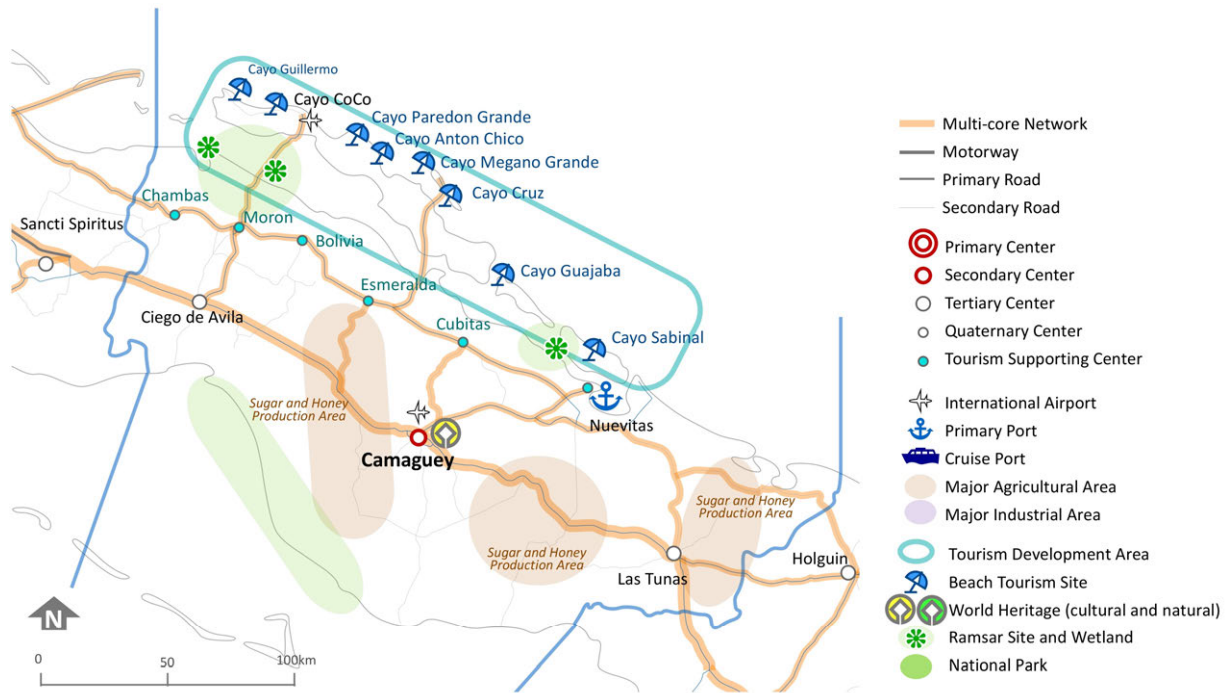 Cayo Guillermo
Cayo CoCo
Cayo Paredon Grande
Cayo Anton Chico
Cayo Megano Grande
Cayo Cruz
Chambas
Moron
Sancti Spiritus
Bolivia
Cayo Guajaba
Esmeralda
Ciego de Avila
Cubitas
Cayo Sabinal
Sugar and Honey
Production Area
Nuevitas
Camaguey
Sugar and Honey
Production Area
Sugar and Honey
Production Area
Las Tunas
Holguin
N
0
50
100km
Multi-core Network
Motorway
Primary Road
Secondary Road
Primary Center
Secondary Center
Tertiary Center
Quaternary Center
Tourism Supporting Center
International Airport
Primary Port
Cruise Port
Major Agricultural Area
Major Industrial Area
Tourism Development Area
Beach Tourism Site
World Heritage (cultural and natural)
Ramsar Site and Wetland
National Park